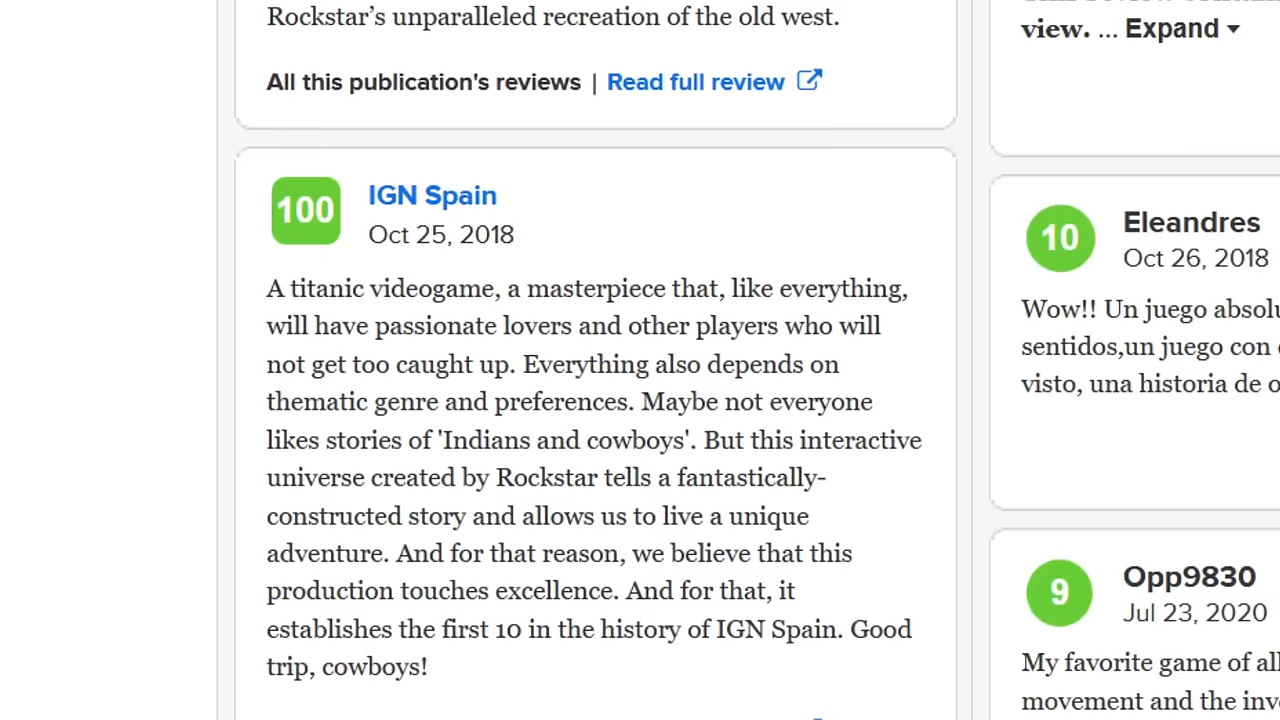 Rockstar’s unparalleled recreation of the old west.
All this publication's reviews | Read full review
100
IGN Spain
Oct 25, 2018
A titanic videogame, a masterpiece that, like everything,
will have passionate lovers and other players who will
not get too caught up. Everything also depends on
thematic genre and preferences. Maybe not everyone
likes stories of 'Indians and cowboys'. But this interactive
universe created by Rockstar tells a fantastically-
constructed story and allows us to live a unique
adventure. And for that reason, we believe that this
production touches excellence. And for that, it
establishes the first 10 in the history of IGN Spain. Good
trip, cowboys!
view. ... Expand
10
Eleandres
Oct 26, 2018
Wow!! Un juego absolu
sentidos,un juego con
visto, una historia de o
9
Opp9830
Jul 23, 2020
My favorite game of all
movement and the inve